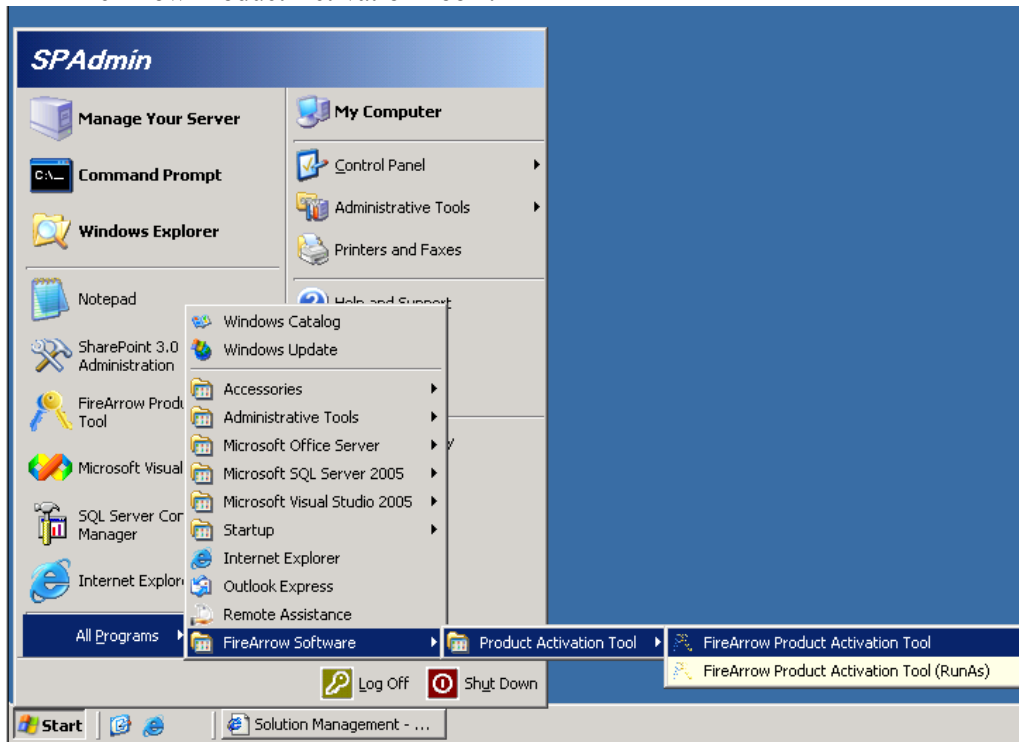 SPAdmin
Manage Your Server
Command Prompt
Windows Explorer
Notepad
SharePoint 3.0
Administration
FireArrow
Tool
Microsoft Visual
SQL Server
Manager
Internet
All Programs
My Computer
Control Panel
Administrative Tools
Printers and Faxes
Help and Support
Windows Catalog
Windows Update
Accessories
Administrative Tools
Microsoft Office Server
Microsoft SQL Server 2005
Microsoft Visual Studio 2005
Startup
Internet Explorer
Outlook Express
Remote Assistance
FireArrow Software
Product Activation Tool
FireArrow Product Activation Tool
FireArrow Product Activation Tool (RunAs)
Log Off
Shut Down
Start
Solution Management - ...
C:\_